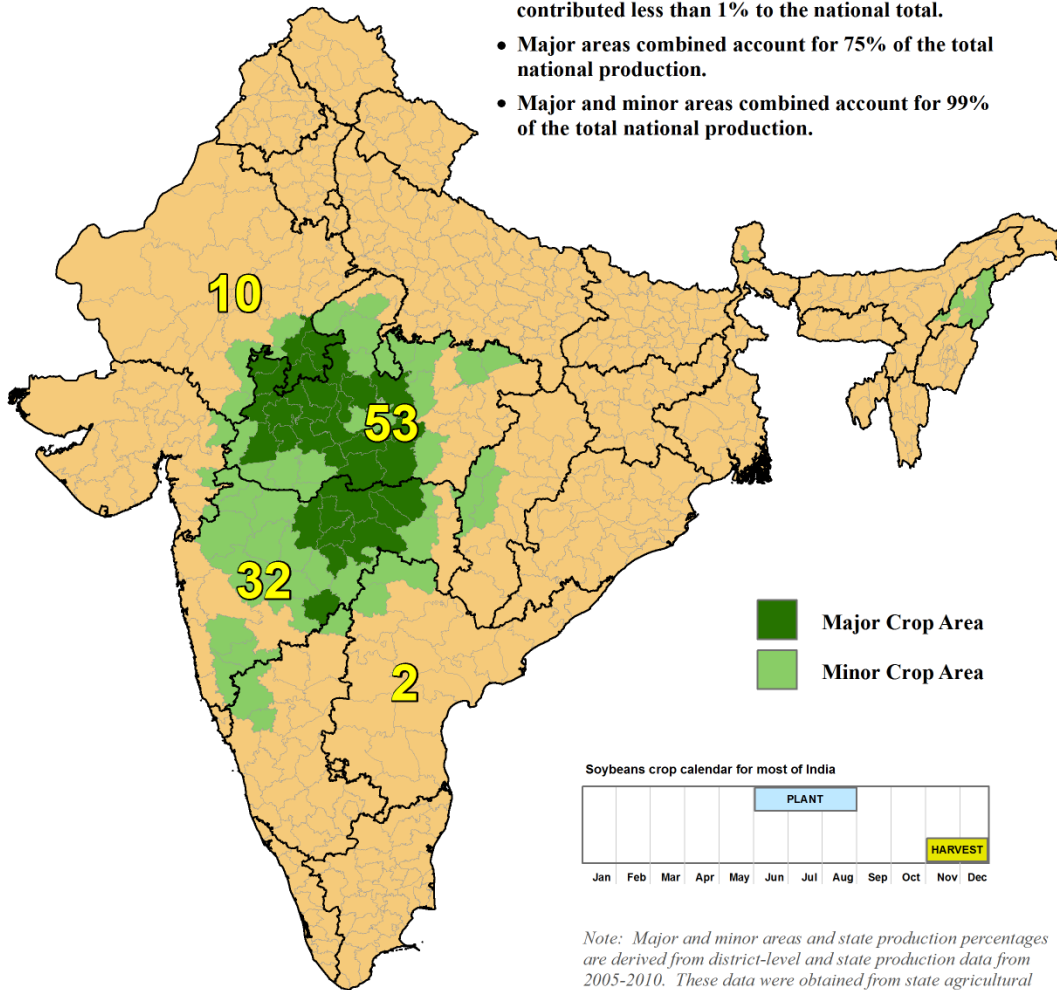 contributed less than 1% to the national total.
• Major areas combined account for 75% of the total
national production.
• Major and minor areas combined account for 99%
of the total national production.
10
53
32
2
Major Crop Area
Minor Crop Area
Soybeans crop calendar for most of India
PLANT
HARVEST
Jan Feb Mar Apr May Jun Jul Aug Sep Oct Nov Dec
Note: Major and minor areas and state production percentages
are derived from district-level and state production data from
2005-2010. These data were obtained from state agricultural